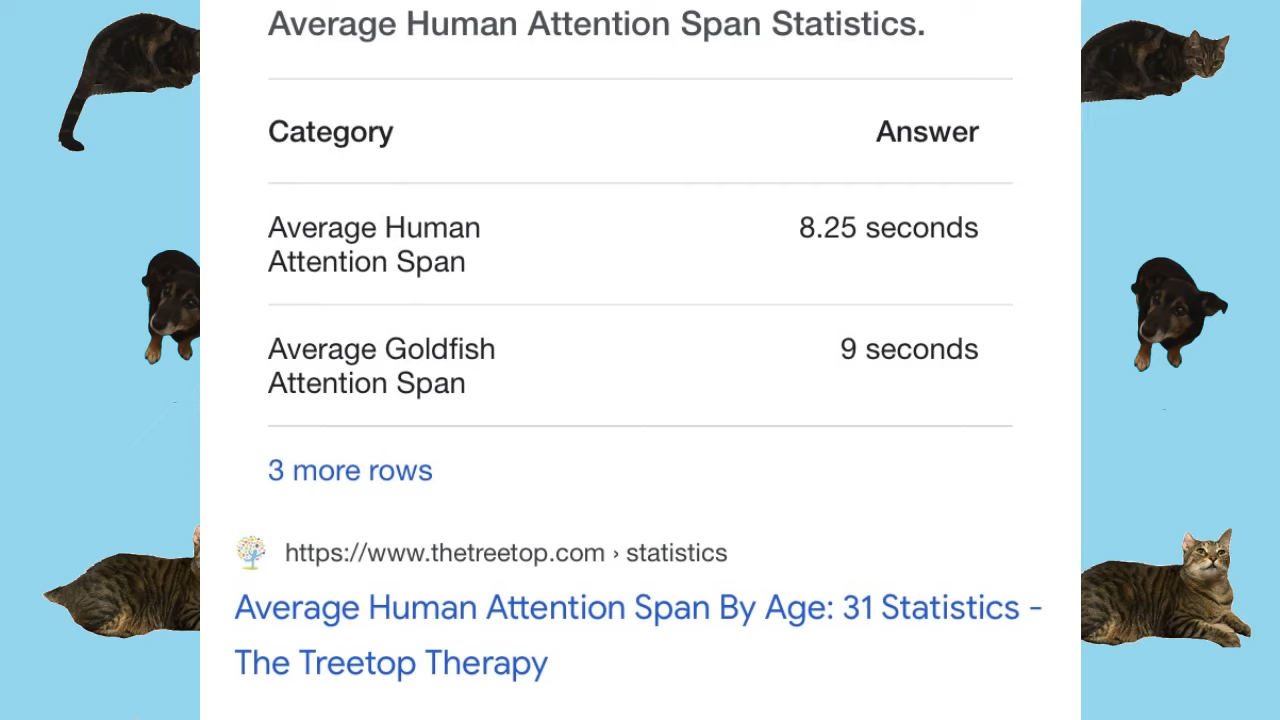 Average Human Attention Span Statistics.
Category Answer
Average Human 8.25 seconds
Attention Span
Average Goldfish 9 seconds
Attention Span
3 more rows
https://www.thetreetop.com › statistics
Average Human Attention Span By Age: 31 Statistics -
The Treetop Therapy